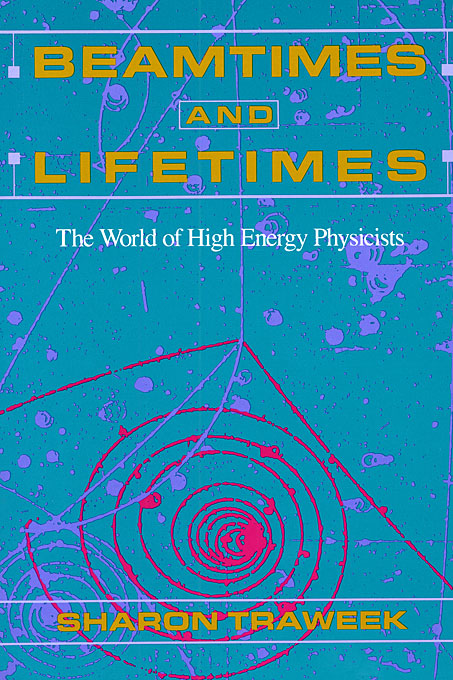 BEAMTIMES
AND
LIFETIMES
The World of High Energy Physicists
SHARON TRAWEEK